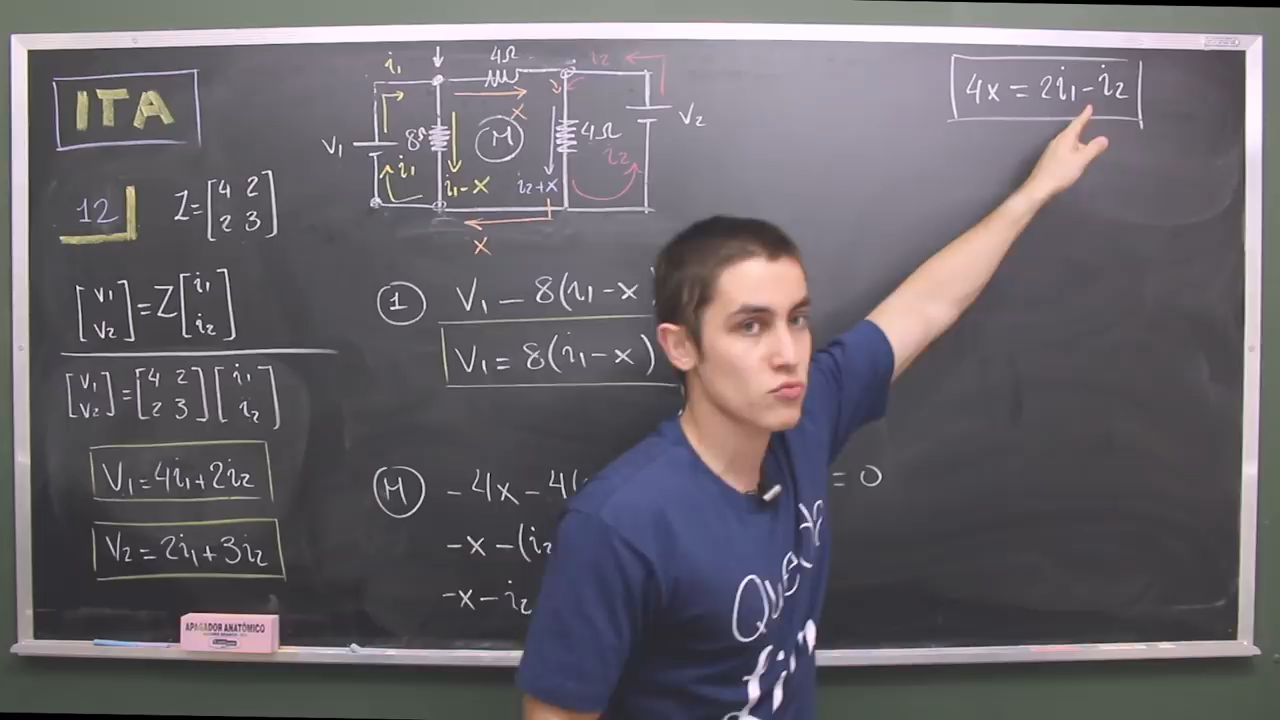 ITA
12
Z = [4 2
2 3]
[V1
V2] = Z [i1
i2]
[V1
V2] = [4 2
2 3] [i1
i2]
V1 = 4i1 + 2i2
V2 = 2i1 + 3i2
i1
4Ω
i2
x
V1
8Ω
M
4Ω
V2
i1
i1 - x
i2 + x
i2
x
1
V1 - 8(i1 - x
V1 = 8(i1 - x)
M
- 4x - 4(
= 0
-x - (i2
-x - i2
4x = 2i1 - i2
APAGADOR ANATÔMICO